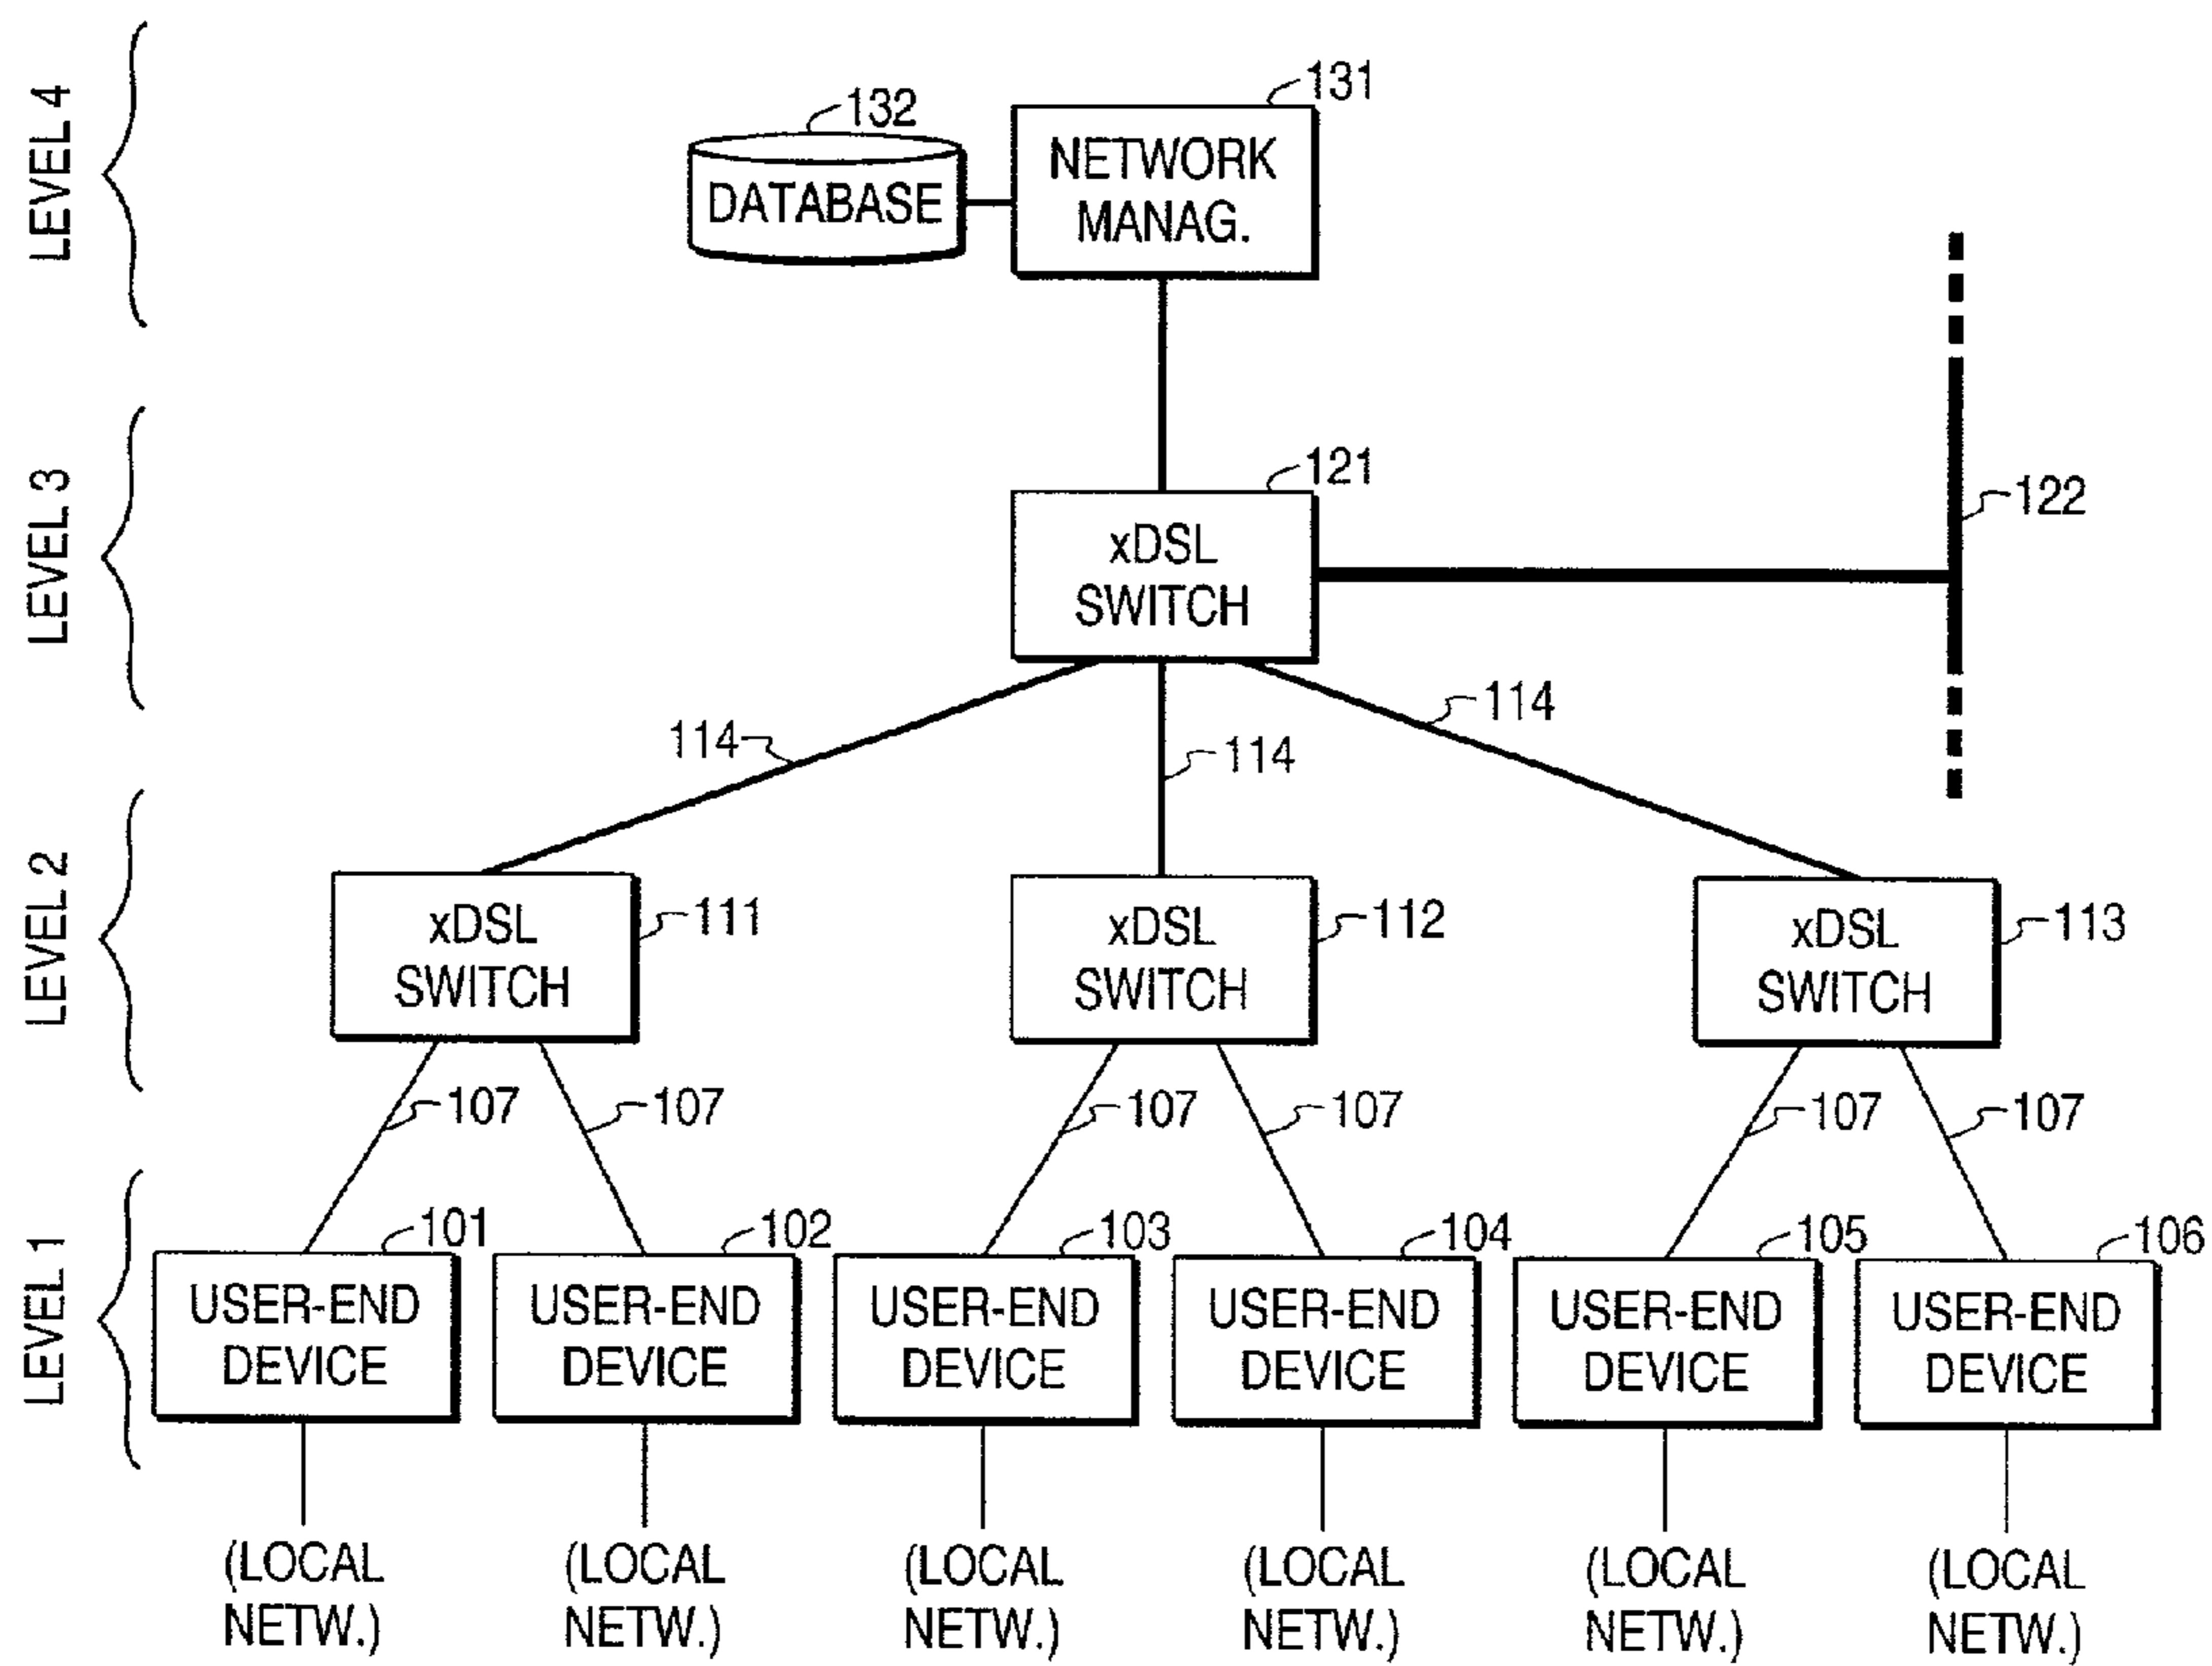 LEVEL 4
132
131
DATABASE
NETWORK
MANAG.
LEVEL 3
121
122
xDSL
SWITCH
114
114
114
LEVEL 2
xDSL
SWITCH
111
xDSL
SWITCH
112
xDSL
SWITCH
113
107
107
107
107
107
107
LEVEL 1
101
102
103
104
105
106
USER-END
DEVICE
USER-END
DEVICE
USER-END
DEVICE
USER-END
DEVICE
USER-END
DEVICE
USER-END
DEVICE
(LOCAL
NETW.)
(LOCAL
NETW.)
(LOCAL
NETW.)
(LOCAL
NETW.)
(LOCAL
NETW.)
(LOCAL
NETW.)